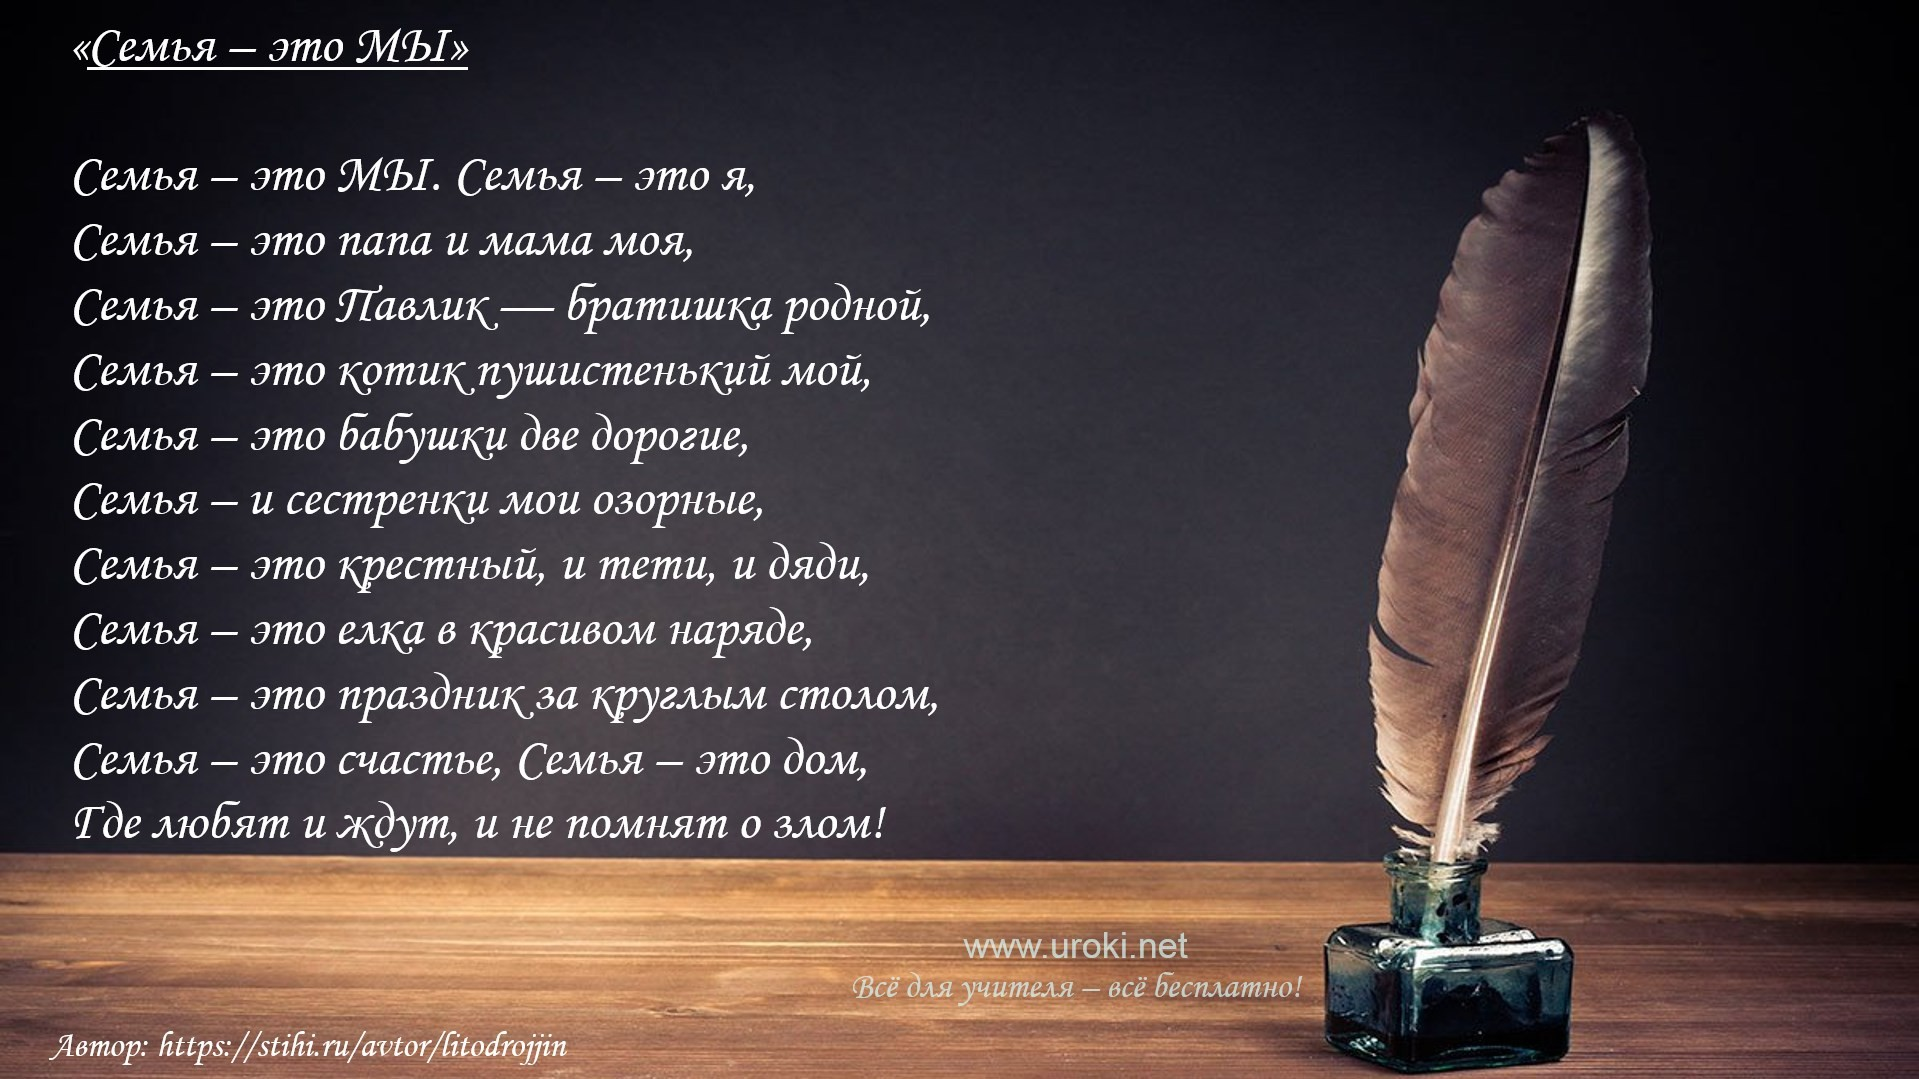 «Семья – это МЫ»
Семья – это МЫ. Семья – это я,
Семья – это папа и мама моя,
Семья – это Павлик — братишка родной,
Семья – это котик пушистенький мой,
Семья – это бабушки две дорогие,
Семья – и сестренки мои озорные,
Семья – это крестный, и тети, и дяди,
Семья – это елка в красивом наряде,
Семья – это праздник за круглым столом,
Семья – это счастье, Семья – это дом,
Где любят и ждут, и не помнят о злом!
www.uroki.net
Всё для учителя – всё бесплатно!
Автор: https://stihi.ru/avtor/litodrojjin